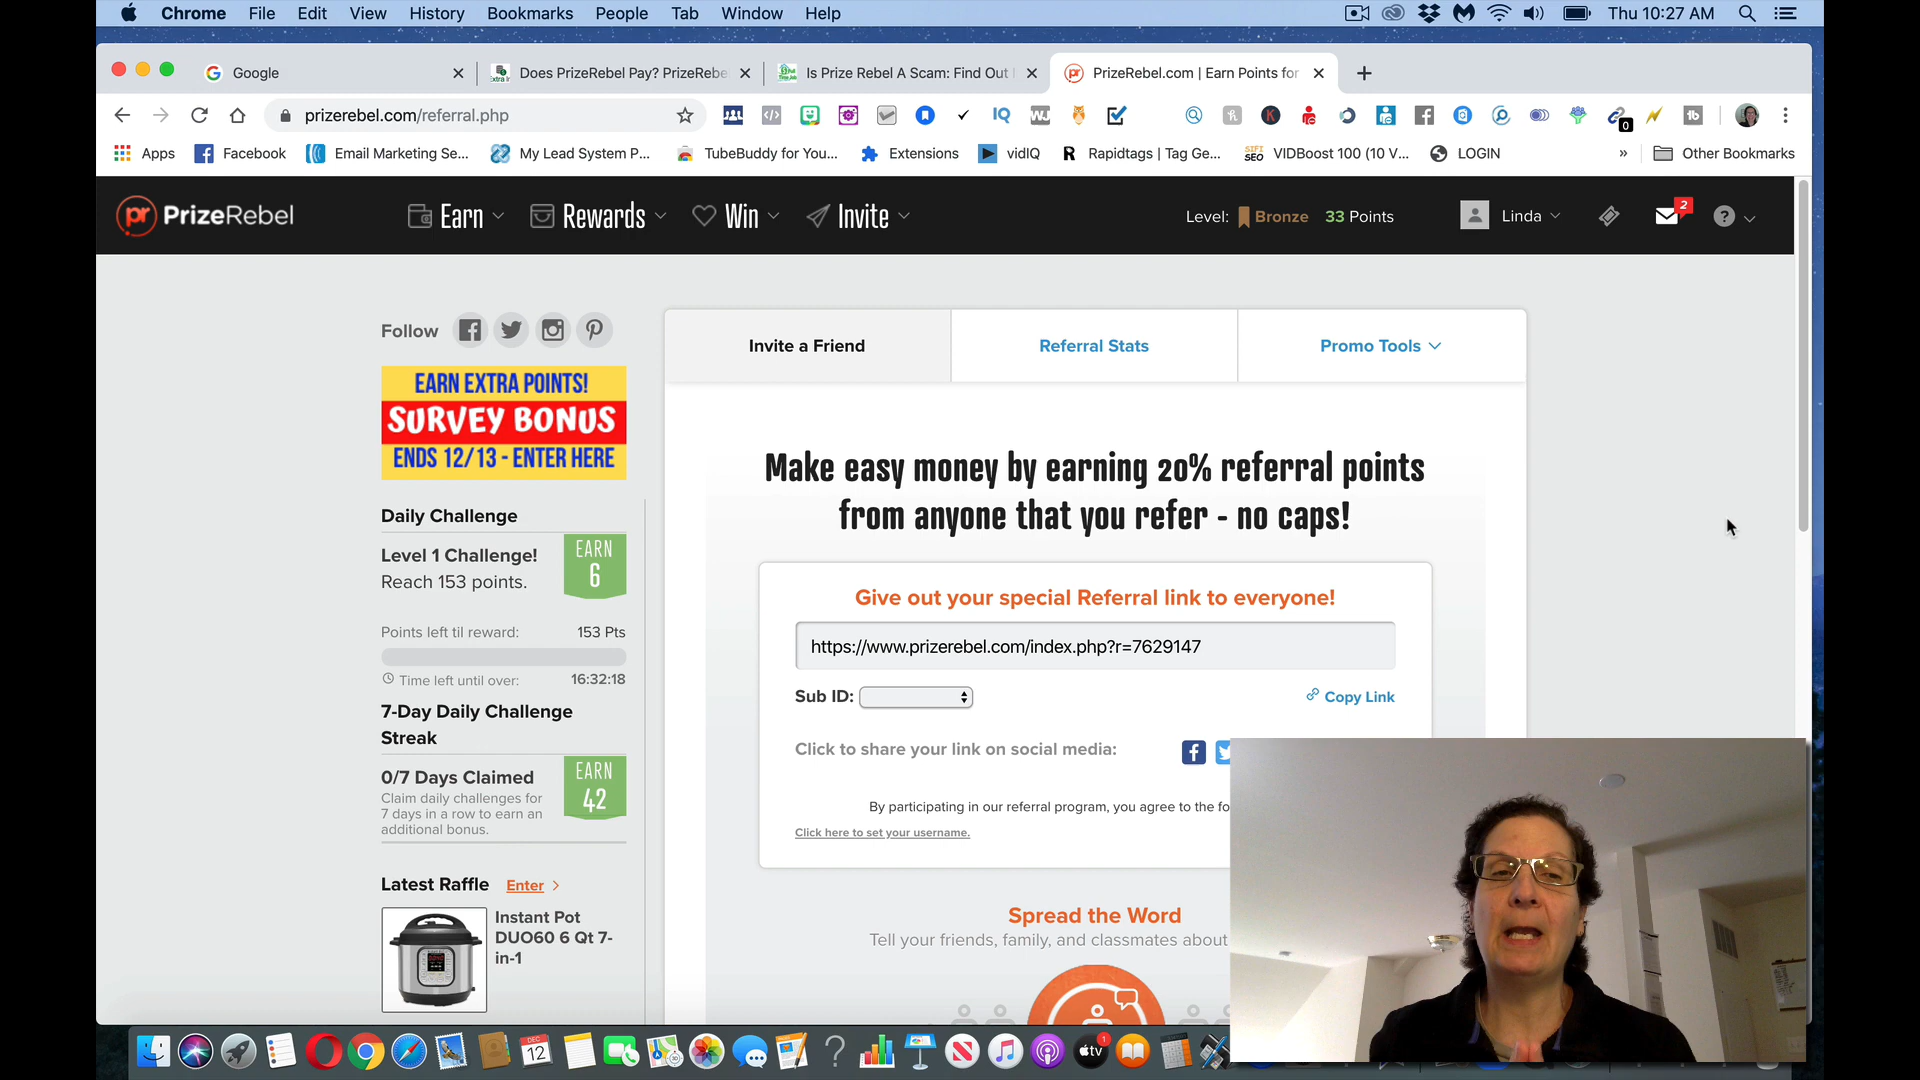 Chrome File Edit View History Bookmarks People Tab Window Help
Thu 10:27 AM
Google
Does PrizeRebel Pay? PrizeRebe
Is Prize Rebel A Scam: Find Out
PrizeRebel.com | Earn Points for
prizerebel.com/referral.php
Apps
Facebook
Email Marketing Se...
My Lead System P...
TubeBuddy for You...
Extensions
vidIQ
Rapidtags | Tag Ge...
VIDBoost 100 (10 V...
LOGIN
»
Other Bookmarks
pr PrizeRebel
Earn
Rewards
Win
Invite
Level: Bronze 33 Points
Linda
2
?
Follow
EARN EXTRA POINTS!
SURVEY BONUS
ENDS 12/13 - ENTER HERE
Daily Challenge
Level 1 Challenge!
Reach 153 points.
EARN
6
Points left til reward: 153 Pts
Time left until over: 16:32:18
7-Day Daily Challenge
Streak
0/7 Days Claimed
Claim daily challenges for
7 days in a row to earn an
additional bonus.
EARN
42
Latest Raffle Enter >
Instant Pot
DUO60 6 Qt 7-
in-1
Invite a Friend
Referral Stats
Promo Tools
Make easy money by earning 20% referral points
from anyone that you refer - no caps!
Give out your special Referral link to everyone!
https://www.prizerebel.com/index.php?r=7629147
Sub ID:
Copy Link
Click to share your link on social media:
By participating in our referral program, you agree to the fo
Click here to set your username.
Spread the Word
Tell your friends, family, and classmates about
DEC
12
tv
1